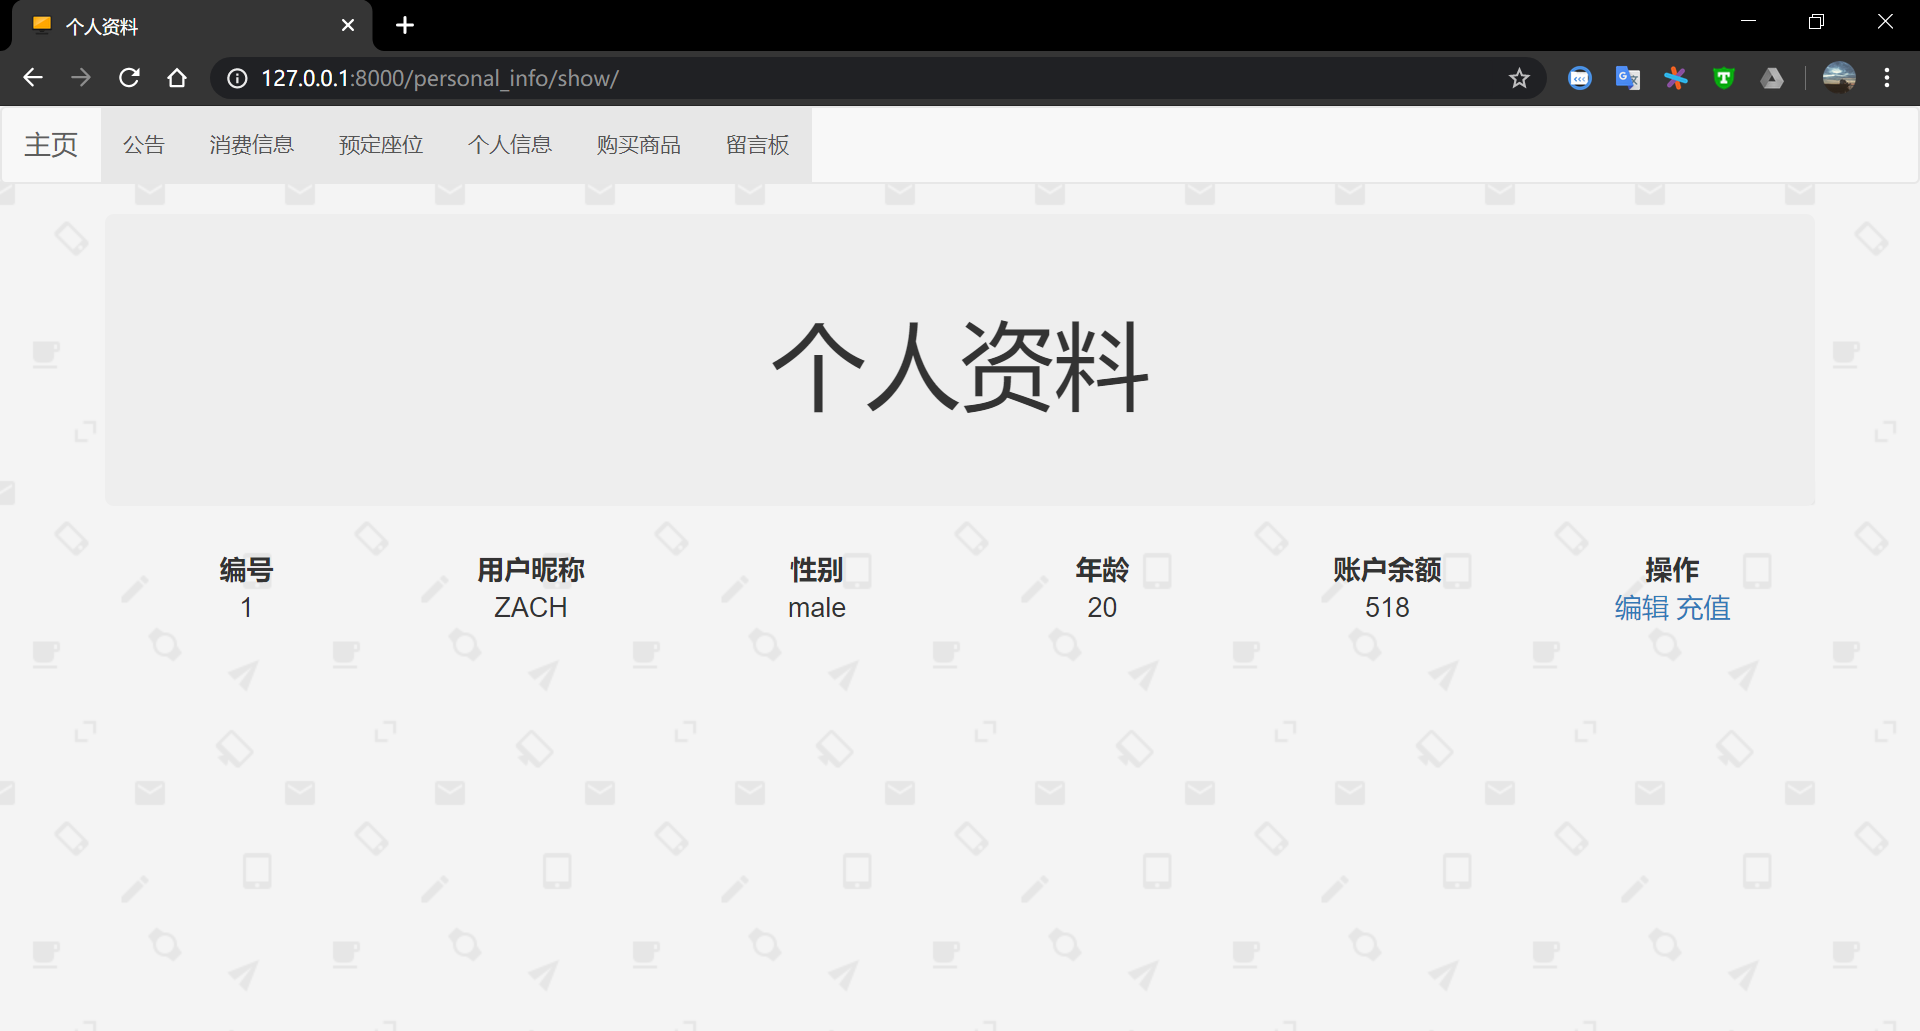 个人资料
127.0.0.1:8000/personal_info/show/
主页 公告 消费信息 预定座位 个人信息 购买商品 留言板
个人资料
编号 用户昵称 性别 年龄 账户余额 操作
1 ZACH male 20 518 编辑 充值